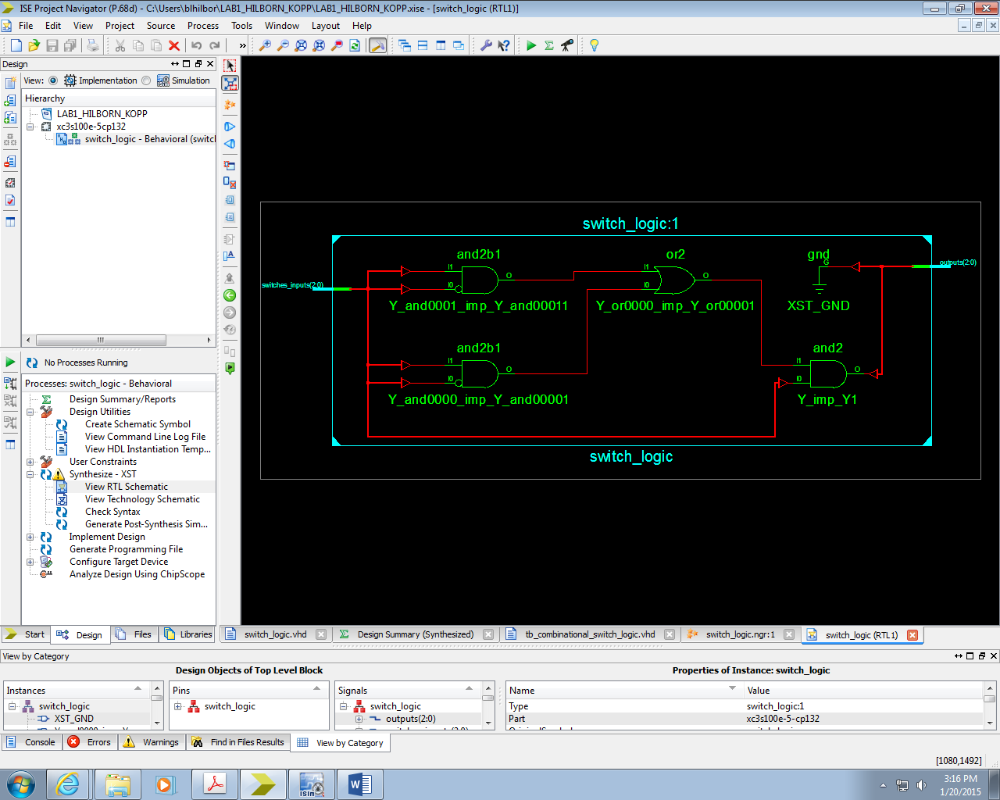 ISE Project Navigator (P.68d) - C:\Users\blhilbor\LAB1_HILBORN_KOPP\LAB1_HILBORN_KOPP.xise - [switch_logic (RTL1)]
File Edit View Project Source Process Tools Window Layout Help
Design
View: Implementation Simulation
Hierarchy
LAB1_HILBORN_KOPP
xc3s100e-5cp132
switch_logic - Behavioral (switc
No Processes Running
Processes: switch_logic - Behavioral
Design Summary/Reports
Design Utilities
Create Schematic Symbol
View Command Line Log File
View HDL Instantiation Temp...
User Constraints
Synthesize - XST
View RTL Schematic
View Technology Schematic
Check Syntax
Generate Post-Synthesis Sim...
Implement Design
Generate Programming File
Configure Target Device
Analyze Design Using ChipScope
Start Design Files Libraries
switch_logic:1
and2b1 or2 gnd
I1 O I1 O G
I0 I0
switches_inputs(2:0) outputs(2:0)
Y_and0001_imp_Y_and00011 Y_or0000_imp_Y_or00001 XST_GND
and2b1 and2
I1 O I1 O
I0 I0
Y_and0000_imp_Y_and00001 Y_imp_Y1
switch_logic
switch_logic.vhd Design Summary (Synthesized) tb_combinational_switch_logic.vhd switch_logic.ngr:1 switch_logic (RTL1)
View by Category
Design Objects of Top Level Block Properties of Instance: switch_logic
Instances Pins Signals Name Value
switch_logic switch_logic switch_logic Type switch_logic:1
XST_GND outputs(2:0) Part xc3s100e-5-cp132
Console Errors Warnings Find in Files Results View by Category
[1080,1492]
ISim
3:16 PM
1/20/2015